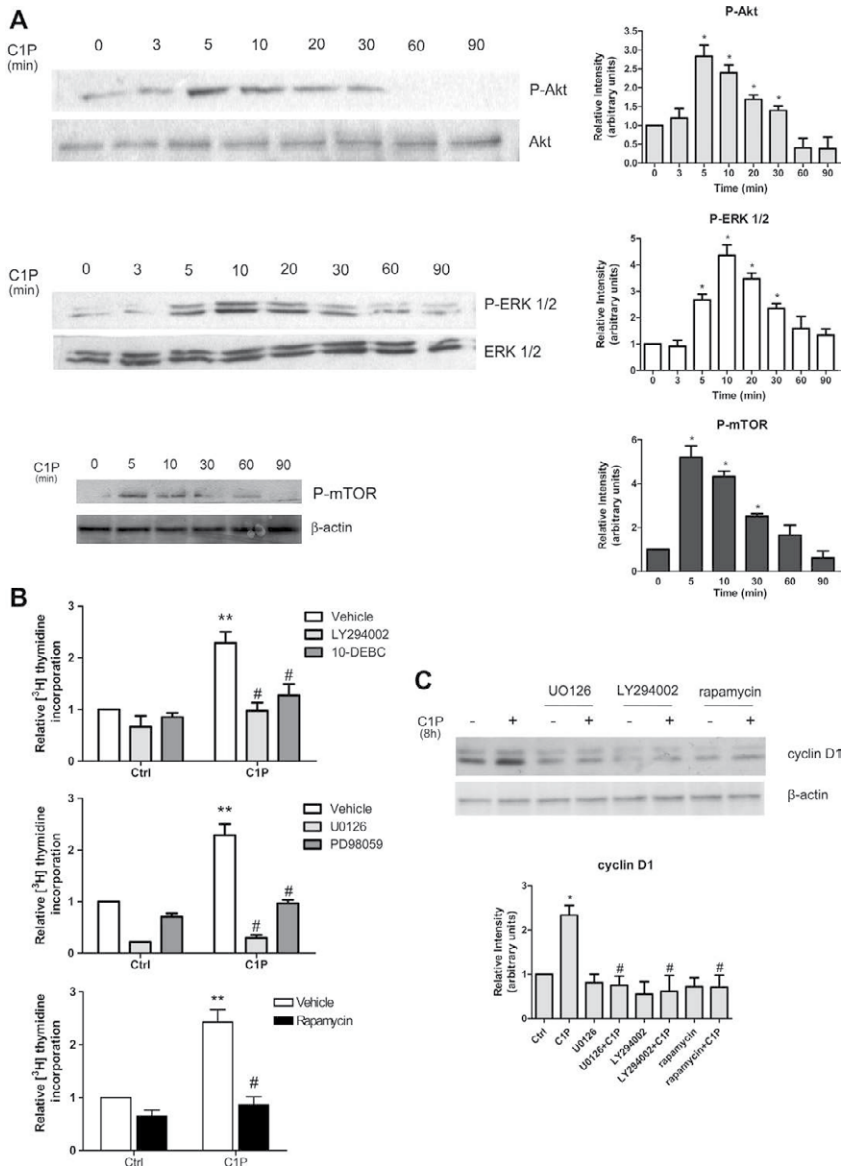 A
C1P
(min)
0 3 5 10 20 30 60 90
P-Akt
Akt
P-Akt
Relative Intensity
(arbitrary units)
3.5
3.0
2.5
2.0
1.5
1.0
0.5
0.0
* * * *
0 3 5 10 20 30 60 90
Time (min)
C1P
(min)
0 3 5 10 20 30 60 90
P-ERK 1/2
ERK 1/2
P-ERK 1/2
Relative Intensity
(arbitrary units)
6
5
4
3
2
1
0
* * * *
0 3 5 10 20 30 60 90
Time (min)
C1P
(min)
0 5 10 30 60 90
P-mTOR
β-actin
P-mTOR
Relative Intensity
(arbitrary units)
6
4
2
0
* * *
0 5 10 30 60 90
Time (min)
B
Relative [³H] thymidine
incorporation
3
2
1
0
**
# #
Vehicle
LY294002
10-DEBC
Ctrl C1P
Relative [³H] thymidine
incorporation
3
2
1
0
**
# #
Vehicle
U0126
PD98059
Ctrl C1P
Relative [³H] thymidine
incorporation
3
2
1
0
**
#
Vehicle
Rapamycin
Ctrl C1P
C
UO126 LY294002 rapamycin
C1P
(8h)
- + - + - + - +
cyclin D1
β-actin
cyclin D1
Relative Intensity
(arbitrary units)
3
2
1
0
* # # #
Ctrl
C1P
U0126
U0126+C1P
LY294002
LY294002+C1P
rapamycin
rapamycin+C1P